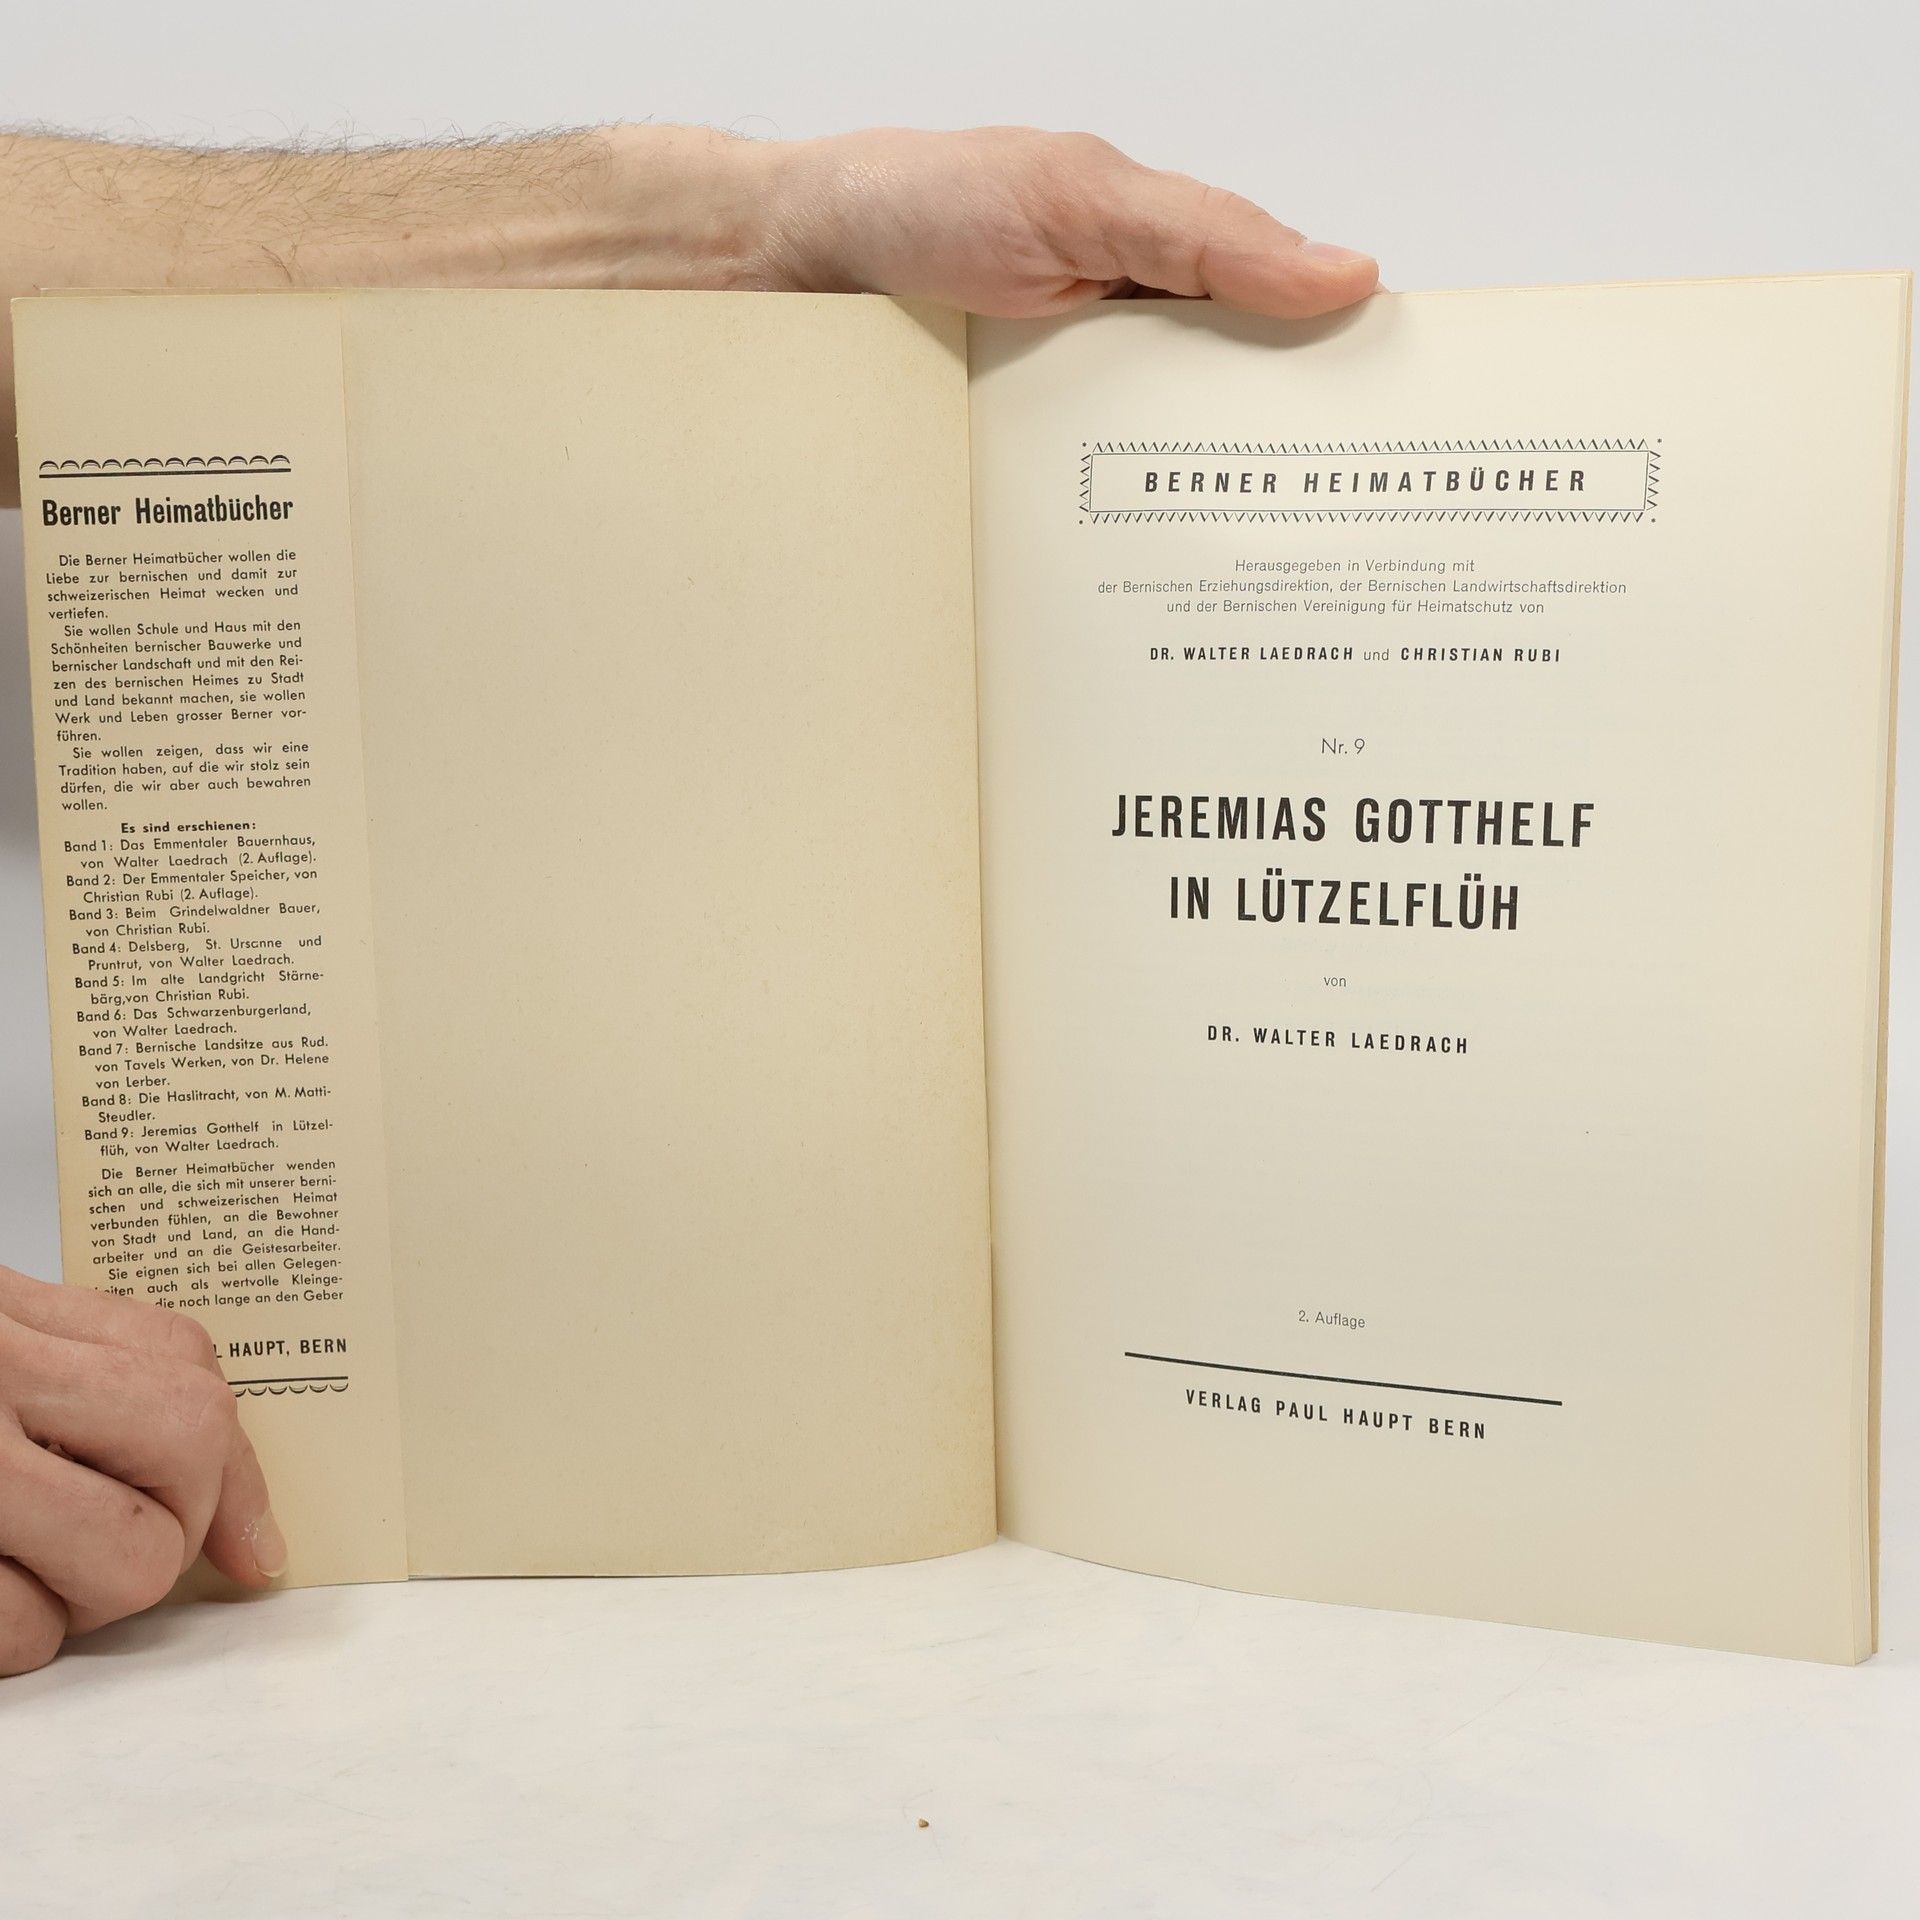 Berner Heimatbücher
Die Berner Heimatbücher wollen die
Liebe zur bernischen und damit zur
schweizerischen Heimat wecken und
vertiefen.
Sie wollen Schule und Haus mit den
Schönheiten bernischer Bauwerke und
bernischer Landschaft und mit den Rei-
zen des bernischen Heimes zu Stadt
und Land bekannt machen, sie wollen
Werk und Leben grosser Berner vor-
führen.
Sie wollen zeigen, dass wir eine
Tradition haben, auf die wir stolz sein
dürfen, die wir aber auch bewahren
wollen.
Es sind erschienen:
Band 1: Das Emmentaler Bauernhaus,
von Walter Laedrach (2. Auflage).
Band 2: Der Emmentaler Speicher, von
Christian Rubi (2. Auflage).
Band 3: Beim Grindelwaldner Bauer,
von Christian Rubi.
Band 4: Delsberg, St. Ursanne und
Pruntrut, von Walter Laedrach.
Band 5: Im alte Landgricht Stärne-
bärg,von Christian Rubi.
Band 6: Das Schwarzenburgerland,
von Walter Laedrach.
Band 7: Bernische Landsitze aus Rud.
von Tavels Werken, von Dr. Helene
von Lerber.
Band 8: Die Haslitracht, von M. Matti-
Steudler.
Band 9: Jeremias Gotthelf in Lützel-
flüh, von Walter Laedrach.
Die Berner Heimatbücher wenden
sich an alle, die sich mit unserer berni-
schen und schweizerischen Heimat
verbunden fühlen, an die Bewohner
von Stadt und Land, an die Hand-
arbeiter und an die Geistesarbeiter.
Sie eignen sich bei allen Gelegen-
auch als wertvolle Kleinge-
die noch lange an den Geber
HAUPT, BERN
BERNER HEIMATBÜCHER
Herausgegeben in Verbindung mit
der Bernischen Erziehungsdirektion, der Bernischen Landwirtschaftsdirektion
und der Bernischen Vereinigung für Heimatschutz von
DR. WALTER LAEDRACH und CHRISTIAN RUBI
Nr. 9
JEREMIAS GOTTHELF
IN LÜTZELFLÜH
von
DR. WALTER LAEDRACH
2. Auflage
VERLAG PAUL HAUPT BERN